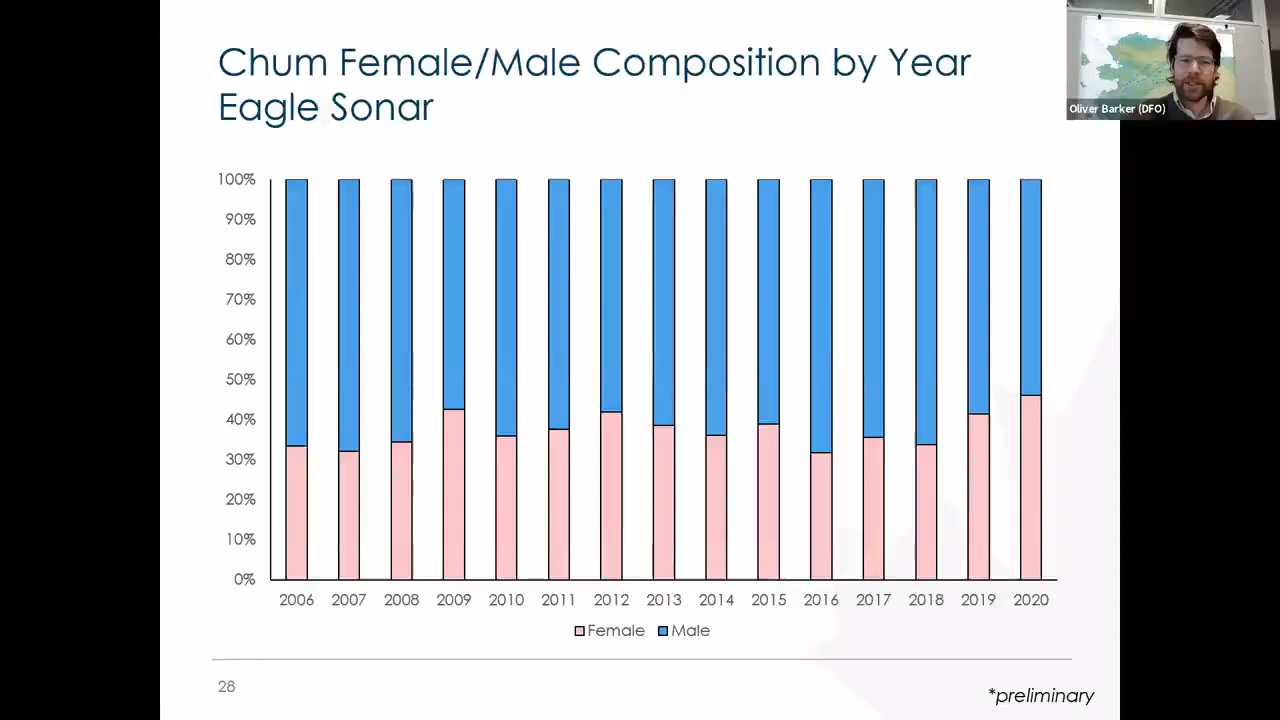 Chum Female/Male Composition by Year
Eagle Sonar
Oliver Barker (DFO)
100%
90%
80%
70%
60%
50%
40%
30%
20%
10%
0%
2006 2007 2008 2009 2010 2011 2012 2013 2014 2015 2016 2017 2018 2019 2020
Female Male
28
*preliminary